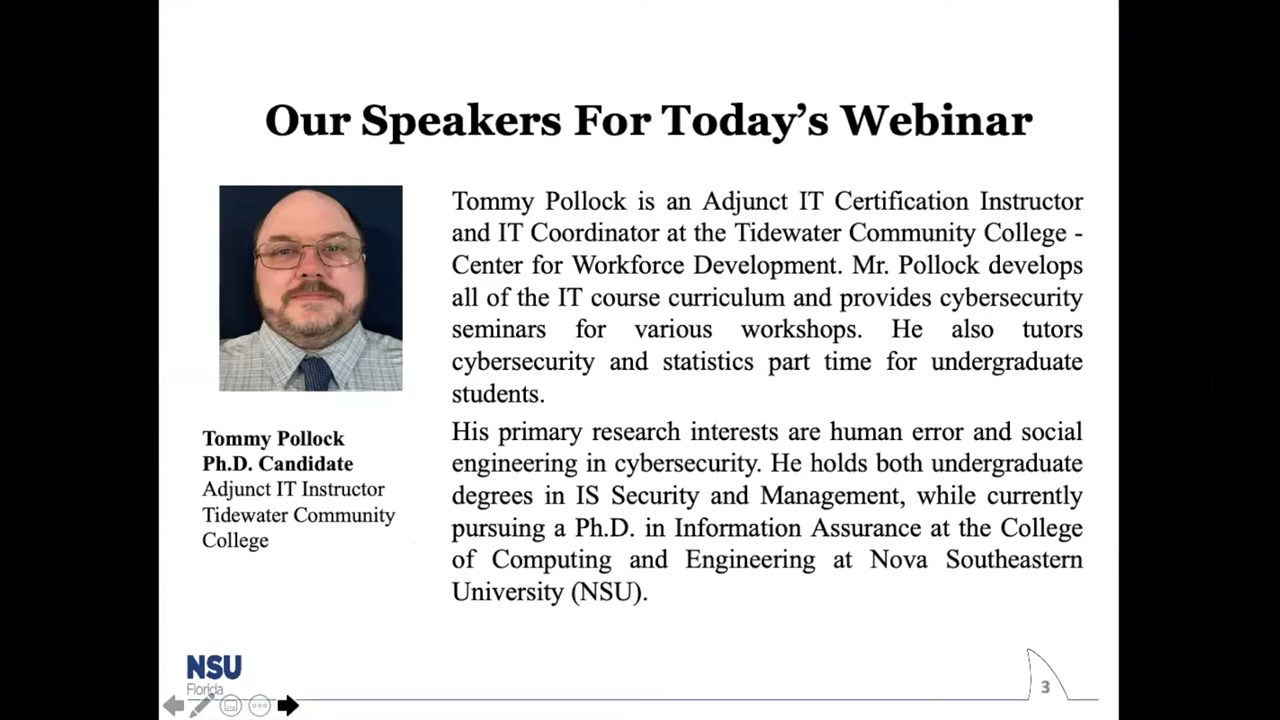 Our Speakers For Today's Webinar
Tommy Pollock is an Adjunct IT Certification Instructor
and IT Coordinator at the Tidewater Community College -
Center for Workforce Development. Mr. Pollock develops
all of the IT course curriculum and provides cybersecurity
seminars for various workshops. He also tutors
cybersecurity and statistics part time for undergraduate
students.
His primary research interests are human error and social
engineering in cybersecurity. He holds both undergraduate
degrees in IS Security and Management, while currently
pursuing a Ph.D. in Information Assurance at the College
of Computing and Engineering at Nova Southeastern
University (NSU).
Tommy Pollock
Ph.D. Candidate
Adjunct IT Instructor
Tidewater Community
College
NSU
Florida
3